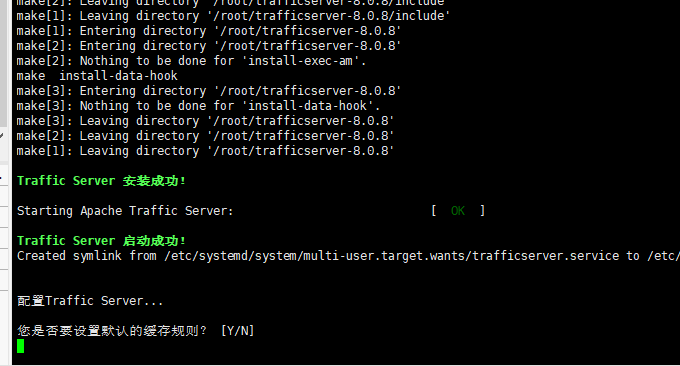 make[2]: Leaving directory '/root/trafficserver-8.0.8/include'
make[1]: Leaving directory '/root/trafficserver-8.0.8/include'
make[1]: Entering directory '/root/trafficserver-8.0.8'
make[2]: Entering directory '/root/trafficserver-8.0.8'
make[2]: Nothing to be done for 'install-exec-am'.
make  install-data-hook
make[3]: Entering directory '/root/trafficserver-8.0.8'
make[3]: Nothing to be done for 'install-data-hook'.
make[3]: Leaving directory '/root/trafficserver-8.0.8'
make[2]: Leaving directory '/root/trafficserver-8.0.8'
make[1]: Leaving directory '/root/trafficserver-8.0.8'
Traffic Server 安装成功!
Starting Apache Traffic Server: [  OK  ]
Traffic Server 启动成功!
Created symlink from /etc/systemd/system/multi-user.target.wants/trafficserver.service to /etc/
配置Traffic Server...
您是否要设置默认的缓存规则? [Y/N]